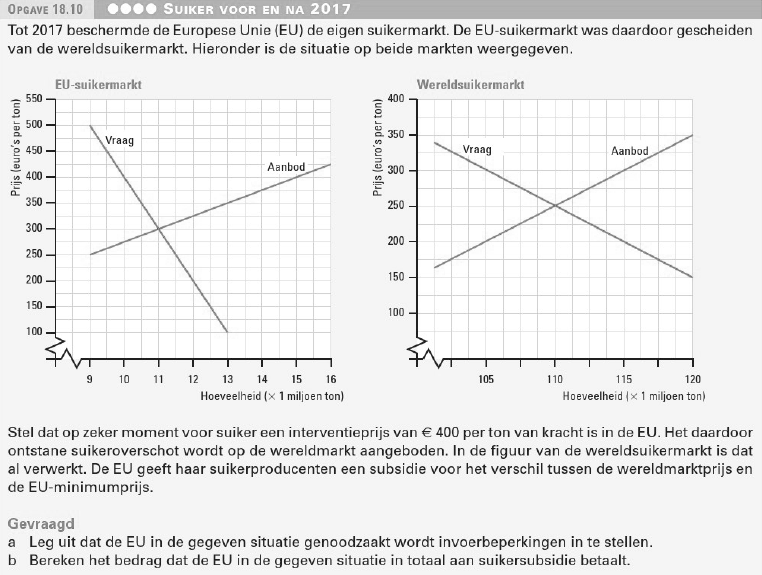 OPGAVE 18.10 ●●●● SUIKER VOOR EN NA 2017
Tot 2017 beschermde de Europese Unie (EU) de eigen suikermarkt. De EU-suikermarkt was daardoor gescheiden
van de wereldsuikermarkt. Hieronder is de situatie op beide markten weergegeven.
EU-suikermarkt
Prijs (euro's per ton)
550
500
450
400
350
300
250
200
150
100
Vraag
Aanbod
9 10 11 12 13 14 15 16
Hoeveelheid (× 1 miljoen ton)
Wereldsuikermarkt
Prijs (euro's per ton)
400
350
300
250
200
150
100
Vraag
Aanbod
105 110 115 120
Hoeveelheid (× 1 miljoen ton)
Stel dat op zeker moment voor suiker een interventieprijs van € 400 per ton van kracht is in de EU. Het daardoor
ontstane suikeroverschot wordt op de wereldmarkt aangeboden. In de figuur van de wereldsuikermarkt is dat
al verwerkt. De EU geeft haar suikerproducenten een subsidie voor het verschil tussen de wereldmarktprijs en
de EU-minimumprijs.
Gevraagd
a Leg uit dat de EU in de gegeven situatie genoodzaakt wordt invoerbeperkingen in te stellen.
b Bereken het bedrag dat de EU in de gegeven situatie in totaal aan suikersubsidie betaalt.